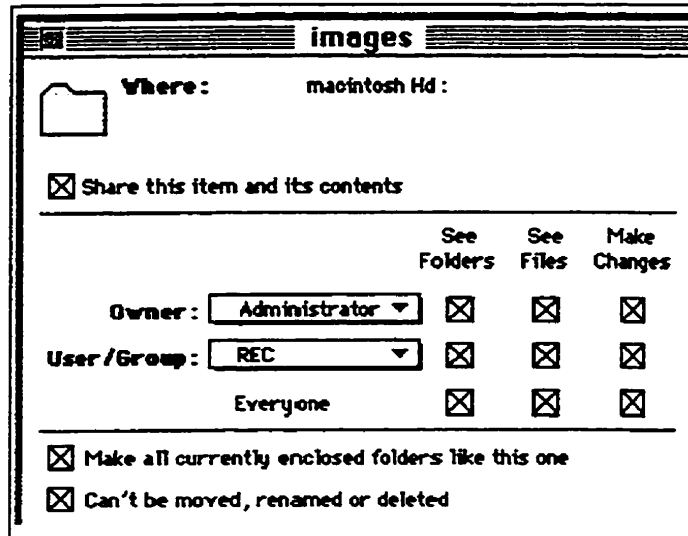 images
Where: macintosh Hd :
Share this item and its contents
See Folders See Files Make Changes
Owner: Administrator
User/Group: REC
Everyone
Make all currently enclosed folders like this one
Can't be moved, renamed or deleted